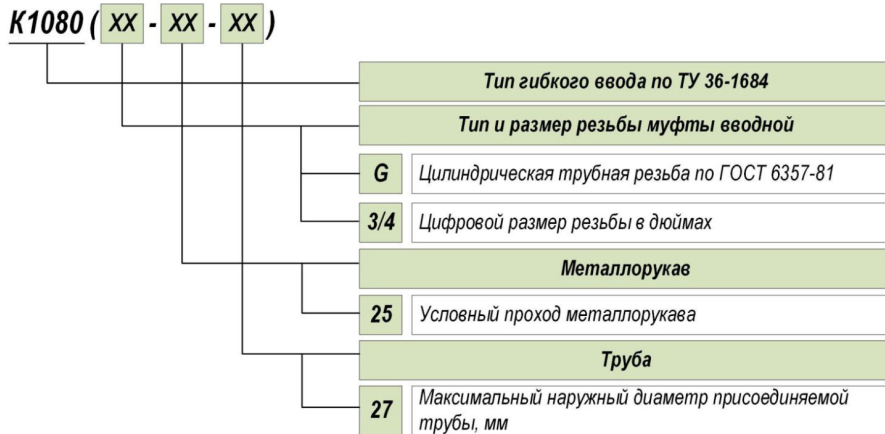 К1080 ( XX - XX - XX )
Тип гибкого ввода по ТУ 36-1684
Тип и размер резьбы муфты вводной
G Цилиндрическая трубная резьба по ГОСТ 6357-81
3/4 Цифровой размер резьбы в дюймах
Металлорукав
25 Условный проход металлорукава
Труба
27 Максимальный наружный диаметр присоединяемой
трубы, мм